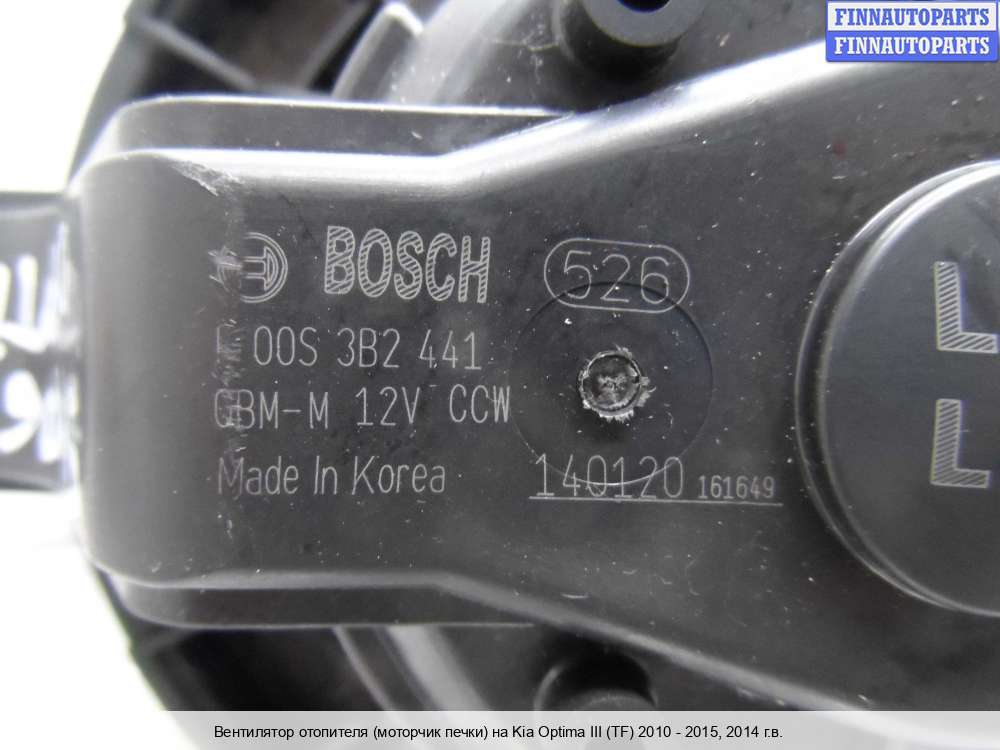 FINNAUTOPARTS
FINNAUTOPARTS
BOSCH 526
F 00S 3B2 441
GBM-M 12V CCW
Made In Korea 140120 161649
LL
Вентилятор отопителя (моторчик печки) на Kia Optima III (TF) 2010 - 2015, 2014 г.в.